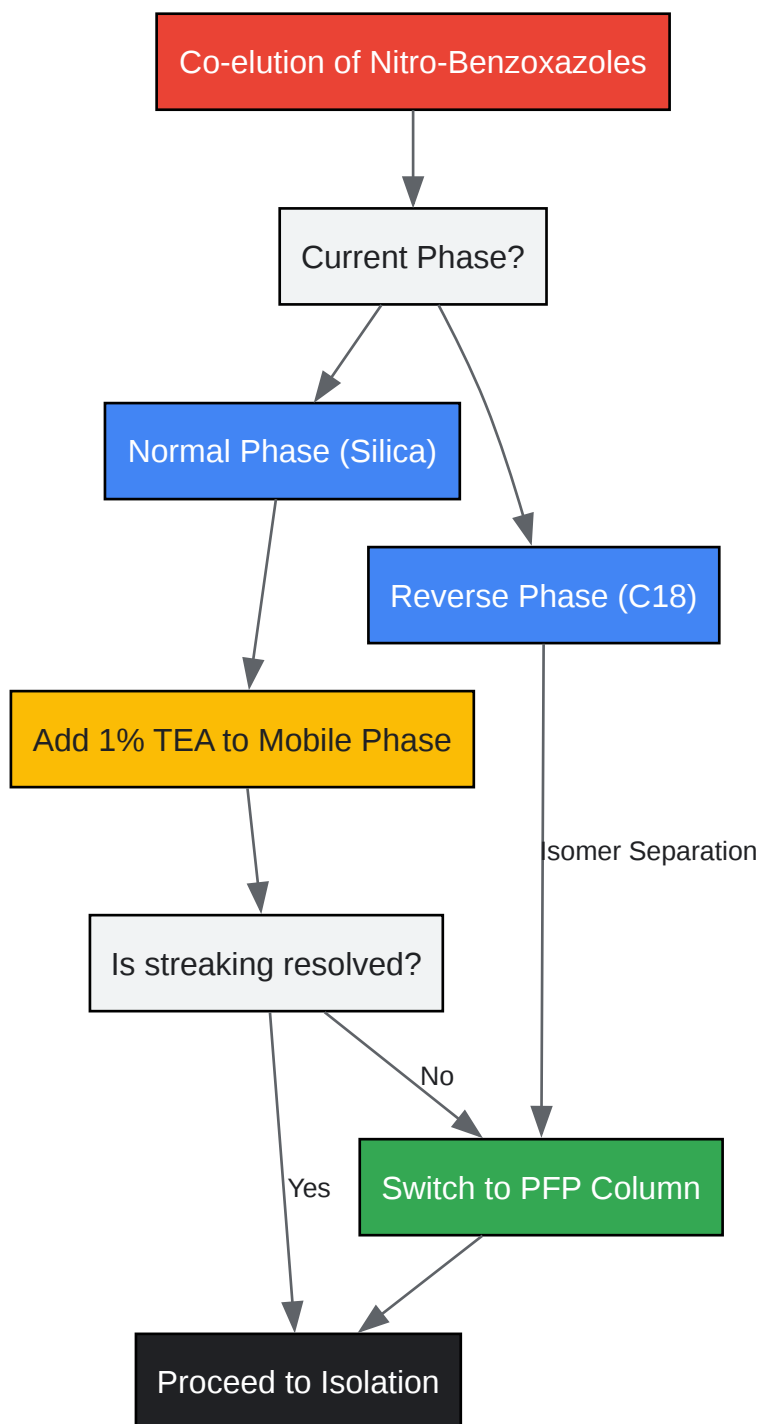 Co-elution of Nitro-Benzoxazoles
Current Phase?
Normal Phase (Silica)
Reverse Phase (C18)
Add 1% TEA to Mobile Phase
Isomer Separation
Is streaking resolved?
No
Yes
Switch to PFP Column
Proceed to Isolation